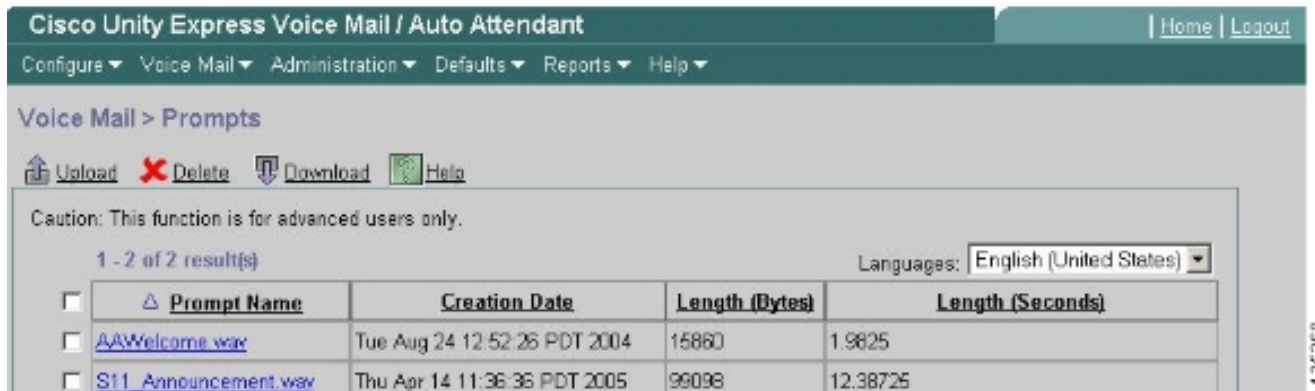 Cisco Unity Express Voice Mail / Auto Attendant
| Home | Logout
Configure Voice Mail Administration Defaults Reports Help
Voice Mail > Prompts
Upload Delete Download Help
Caution: This function is for advanced users only.
1 - 2 of 2 result(s)
Languages: English (United States)
Prompt Name Creation Date Length (Bytes) Length (Seconds)
AAWelcome.wav Tue Aug 24 12:52:26 PDT 2004 15860 1.9825
S11_Announcement.wav Thu Apr 14 11:36:36 PDT 2005 99098 12.38725